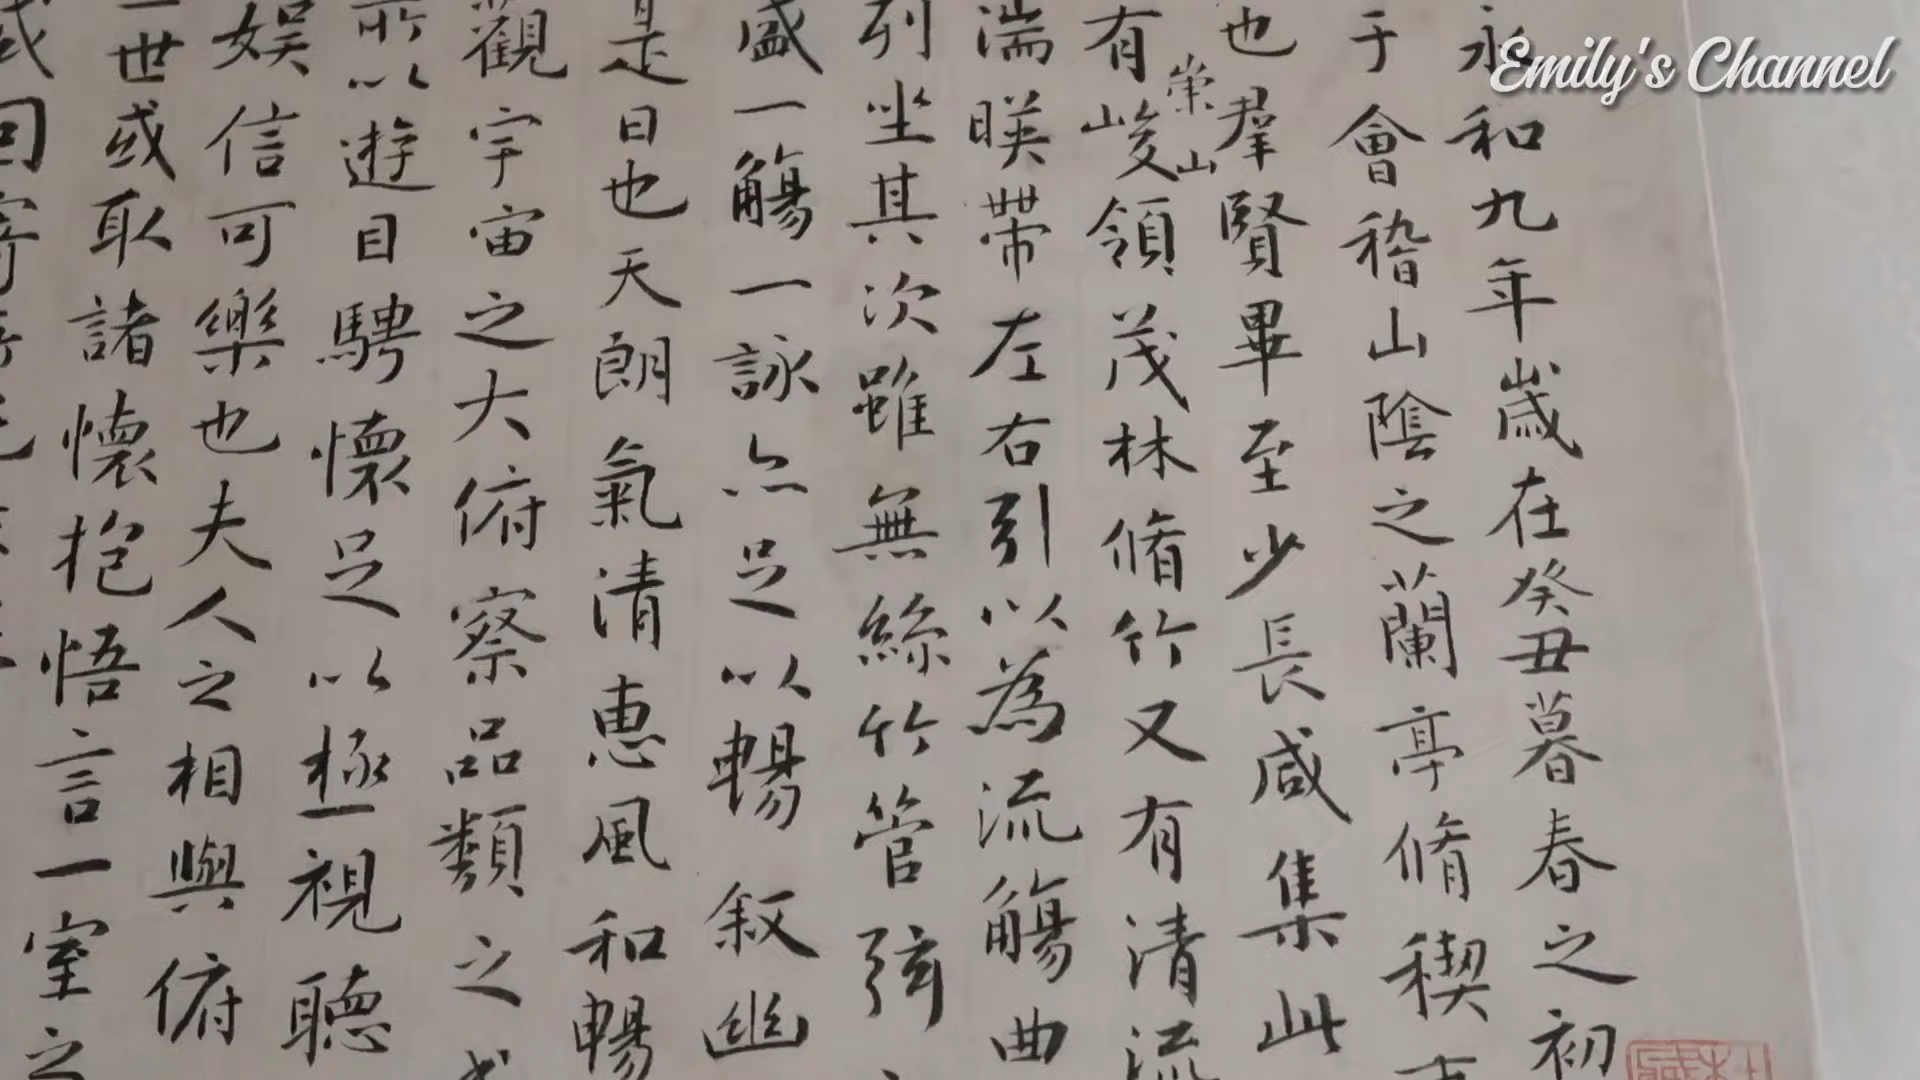 Emily's Channel
永和九年歲在癸丑暮春之初
于會稽山陰之蘭亭脩稧
也羣賢畢至少長咸集此
崇山
有峻領茂林脩竹又有清流
湍暎帶左右引以為流觴曲
列坐其次雖無絲竹管弦
盛一觴一詠亦足以暢叙幽
是日也天朗氣清惠風和暢
觀宇宙之大俯察品類之
所以遊目騁懷足以極視聽
娱信可樂也夫人之相與俯
世或取諸懷抱悟言一室之